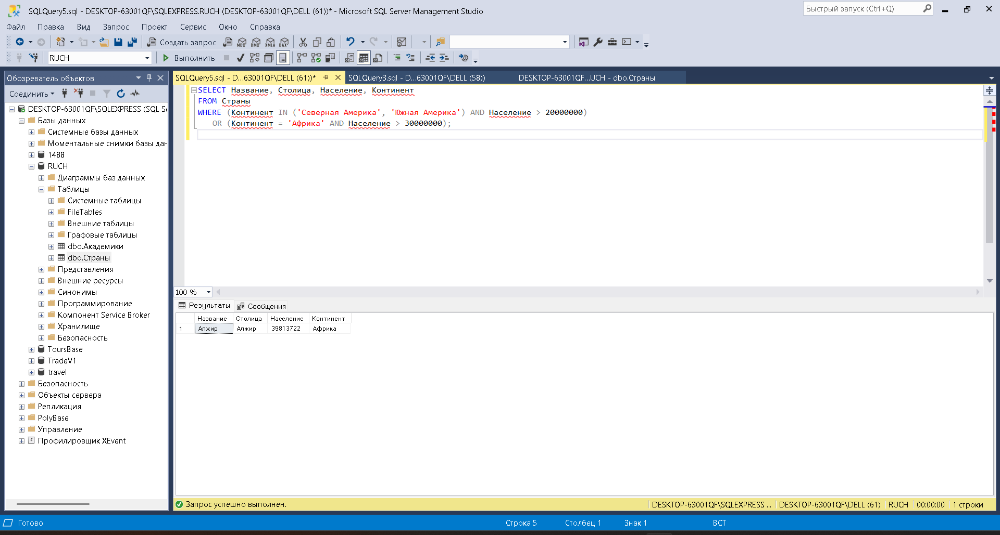 SQLQuery5.sql - DESKTOP-63001QF\SQLEXPRESS.RUCH (DESKTOP-63001QF\DELL (61))* - Microsoft SQL Server Management Studio
Быстрый запуск (Ctrl+Q)
Файл Правка Вид Запрос Проект Сервис Окно Справка
Создать запрос MDX DMX XMLA DAX
RUCH Выполнить
Обозреватель объектов
SQLQuery5.sql - D...63001QF\DELL (61))* SQLQuery3.sql - D...63001QF\DELL (58)) DESKTOP-63001QF...UCH - dbo.Страны
Соединить
DESKTOP-63001QF\SQLEXPRESS (SQL Se
Базы данных
Системные базы данных
Моментальные снимки базы дан
1488
RUCH
Диаграммы баз данных
Таблицы
Системные таблицы
FileTables
Внешние таблицы
Графовые таблицы
dbo.Академики
dbo.Страны
Представления
Внешние ресурсы
Синонимы
Программирование
Компонент Service Broker
Хранилище
Безопасность
ToursBase
TradeV1
travel
Безопасность
Объекты сервера
Репликация
PolyBase
Управление
Профилировщик XEvent
SELECT Название, Столица, Население, Континент
FROM Страны
WHERE (Континент IN ('Северная Америка', 'Южная Америка') AND Население > 20000000)
OR (Континент = 'Африка' AND Население > 30000000);
100 %
Результаты Сообщения
Название Столица Население Континент
1 Алжир Алжир 39813722 Африка
Запрос успешно выполнен. DESKTOP-63001QF\SQLEXPRESS ... DESKTOP-63001QF\DELL (61) RUCH 00:00:00 1 строки
Готово Строка 5 Столбец 1 Знак 1 ВСТ